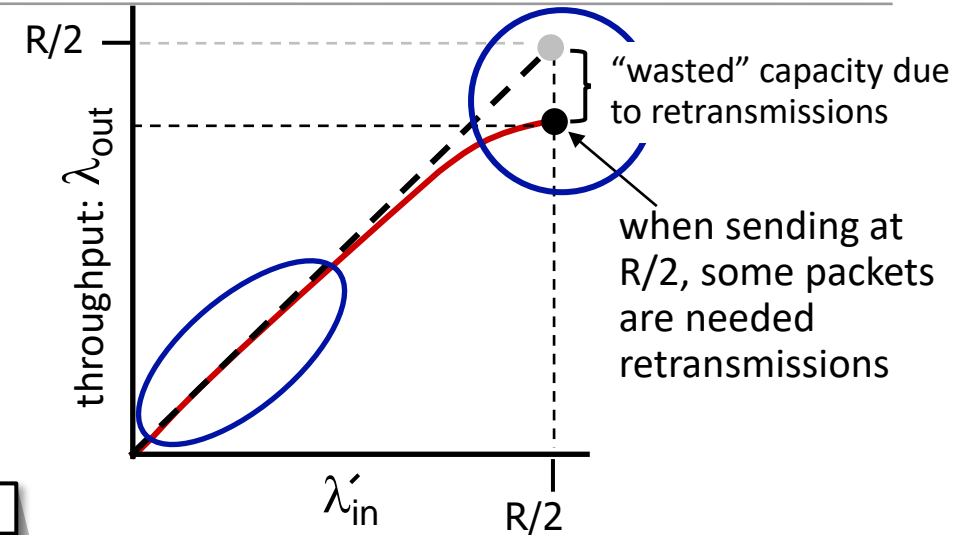 R/2
throughput: λout
“wasted” capacity due
to retransmissions
when sending at
R/2, some packets
are needed
retransmissions
λ′in
R/2